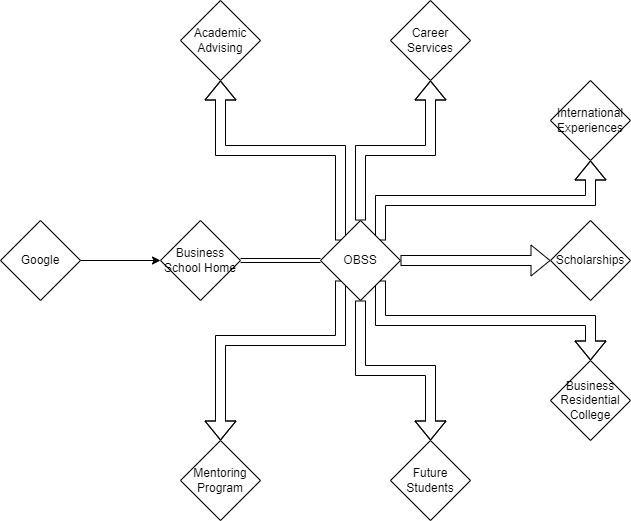 Academic
Advising
Career
Services
International
Experiences
Google
Business
School Home
OBSS
Scholarships
Business
Residential
College
Mentoring
Program
Future
Students